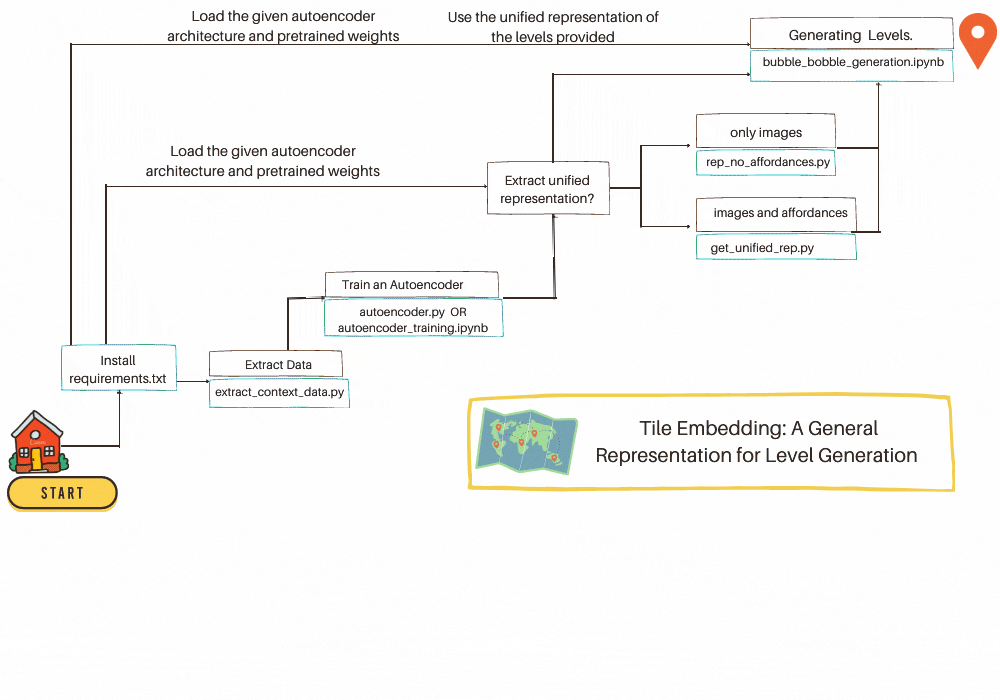 Load the given autoencoder
architecture and pretrained weights
Use the unified representation of
the levels provided
Generating Levels.
bubble_bobble_generation.ipynb
only images
rep_no_affordances.py
Load the given autoencoder
architecture and pretrained weights
Extract unified
representation?
images and affordances
get_unified_rep.py
Train an Autoencoder
autoencoder.py OR
autoencoder_training.ipynb
Install
requirements.txt
Extract Data
extract_context_data.py
Tile Embedding: A General
Representation for Level Generation
START